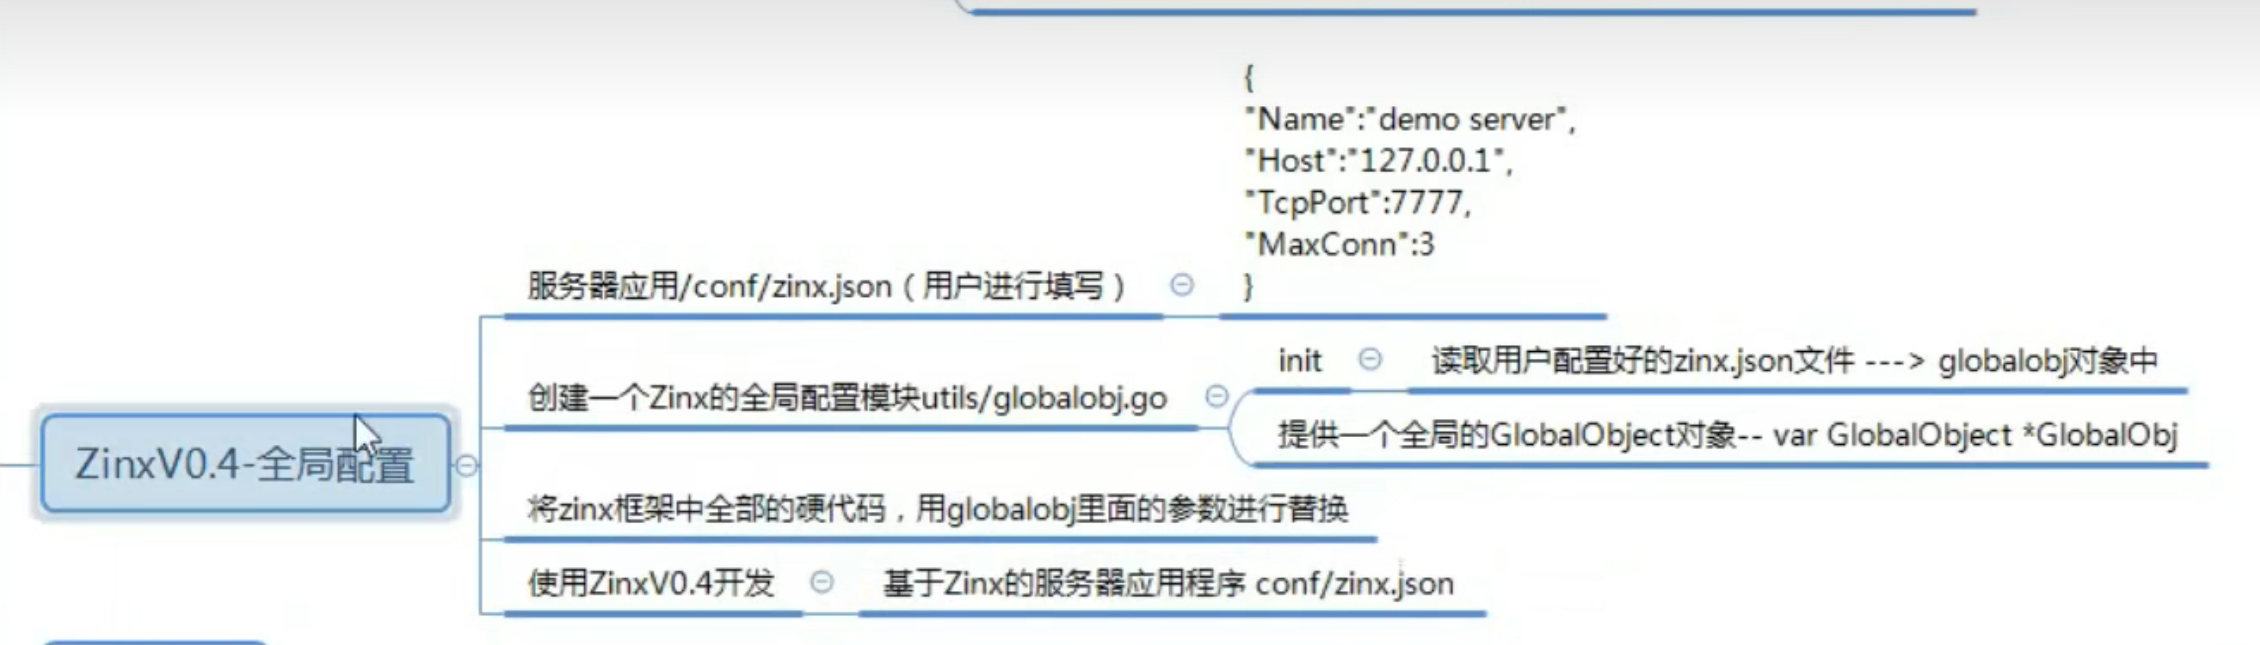 {
"Name":"demo server",
"Host":"127.0.0.1",
"TcpPort":7777,
"MaxConn":3
}
服务器应用/conf/zinx.json（用户进行填写）
init
读取用户配置好的zinx.json文件 ---> globalobj对象中
创建一个Zinx的全局配置模块utils/globalobj.go
提供一个全局的GlobalObject对象-- var GlobalObject *GlobalObj
ZinxV0.4-全局配置
将zinx框架中全部的硬代码，用globalobj里面的参数进行替换
使用ZinxV0.4开发
基于Zinx的服务器应用程序 conf/zinx.json